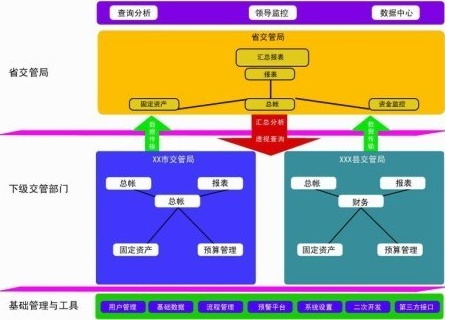 查询分析 领导监控 数据中心
省交管局
省交管局
汇总报表
报表
固定资产 总帐 资金监控
数据传输
汇总分析
透视查询
数据传输
下级交管部门
XX市交管局
总帐 报表
总帐
固定资产 预算管理
XXX县交管局
总帐 报表
财务
固定资产 预算管理
基础管理与工具
用户管理 基础数据 流程管理 预警平台 系统设置 二次开发 第三方接口